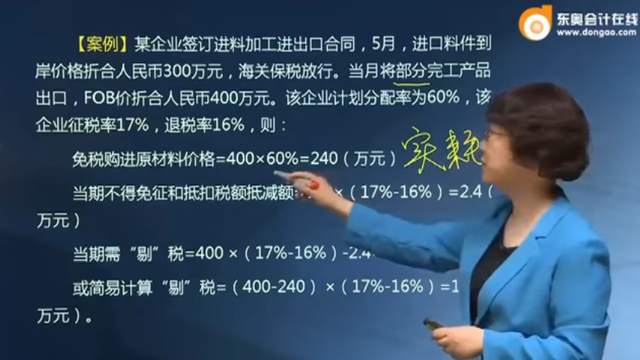 东奥会计在线
www.dongao.com
【案例】某企业签订进料加工进出口合同，5月，进口料件到
岸价格折合人民币300万元，海关保税放行。当月将部分完工产品
出口，FOB价折合人民币400万元。该企业计划分配率为60%，该
企业征税率17%，退税率16%，则：
免税购进原材料价格=400×60%=240（万元）
实耗
当期不得免征和抵扣税额抵减额= ×（17%-16%）=2.4（
万元）
当期需“剔”税=400 ×（17%-16%）-2.4
或简易计算“剔”税=（400-240）×（17%-16%）=1
万元）。